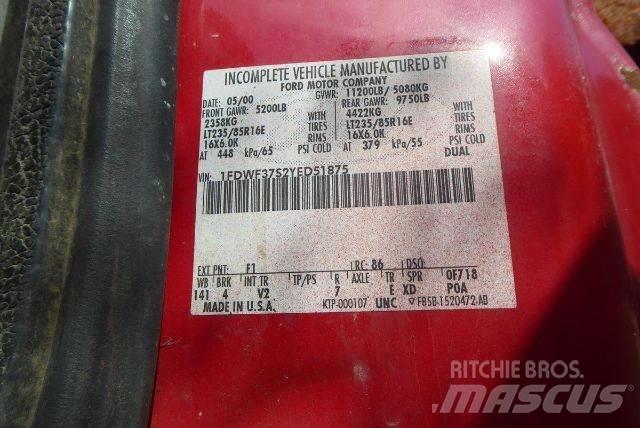 INCOMPLETE VEHICLE MANUFACTURED BY
FORD MOTOR COMPANY
DATE: 05/00 GVWR: 11200LB/ 5080KG
FRONT GAWR: 5200LB REAR GAWR: 9750LB
2358KG WITH 4422KG WITH
LT235/85R16E TIRES LT235/85R16E TIRES
16X6.0K RIMS 16X6.0K RIMS
AT 448 kPa/65 PSI COLD AT 379 kPa/55 PSI COLD
DUAL
VIN: 1FDWF37S2YED51875
EXT PNT: F1 RC: 86 DSO:
WB BRK INT TR TP/PS R AXLE TR SPR 0F718
141 4 V2 7 E XD POA
MADE IN U.S.A. KTP-000107 UNC F85B-1520472-AB
RITCHIE BROS.
MASCUS